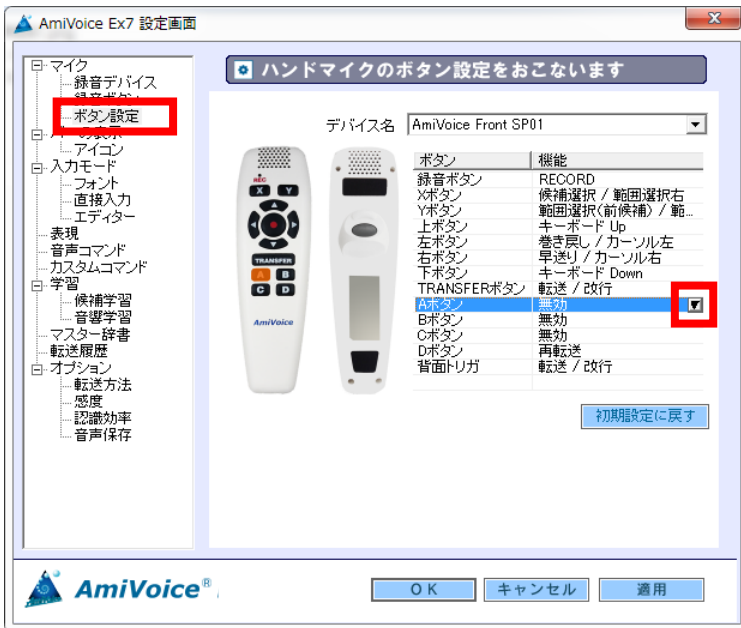 AmiVoice Ex7 設定画面
マイク
録音デバイス
録音ボタン
ボタン設定
バーの表示
アイコン
入力モード
フォント
直接入力
エディター
表現
音声コマンド
カスタムコマンド
学習
候補学習
音響学習
マスター辞書
転送履歴
オプション
転送方法
感度
認識効率
音声保存
ハンドマイクのボタン設定をおこないます
デバイス名 AmiVoice Front SP01
REC
X Y
TRANSFER
A B
C D
AmiVoice
ボタン 機能
録音ボタン RECORD
Xボタン 候補選択 / 範囲選択右
Yボタン 範囲選択(前候補) / 範...
上ボタン キーボード Up
左ボタン 巻き戻し / カーソル左
右ボタン 早送り / カーソル右
下ボタン キーボード Down
TRANSFERボタン 転送 / 改行
Aボタン 無効
Bボタン 無効
Cボタン 無効
Dボタン 再転送
背面トリガ 転送 / 改行
初期設定に戻す
AmiVoice®
OK キャンセル 適用